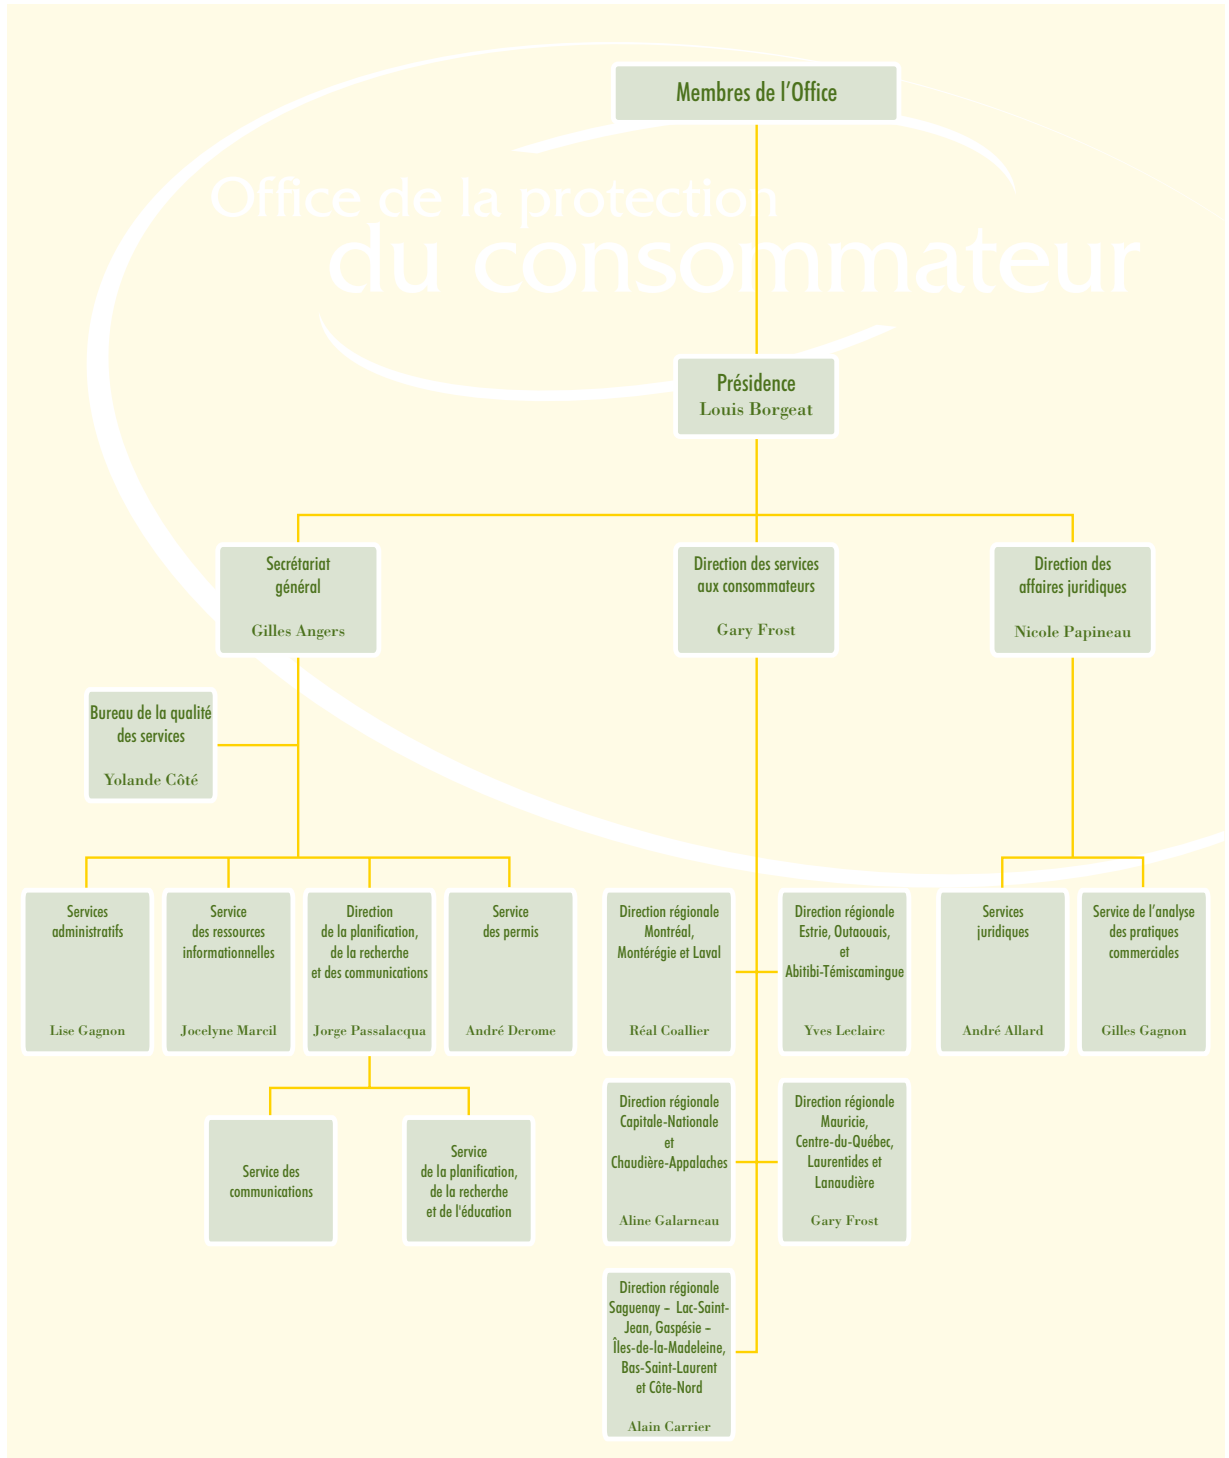 Membres de l'Office
Office de la protection
du consommateur
Présidence
Louis Borgeat
Secrétariat
général
Gilles Angers
Direction des services
aux consommateurs
Gary Frost
Direction des
affaires juridiques
Nicole Papineau
Bureau de la qualité
des services
Yolande Côté
Services
administratifs
Lise Gagnon
Service
des ressources
informationnelles
Jocelyne Marcil
Direction
de la planification,
de la recherche
et des communications
Jorge Passalacqua
Service
des permis
André Derome
Direction régionale
Montréal,
Montérégie et Laval
Réal Coallier
Direction régionale
Estrie, Outaouais,
et
Abitibi-Témiscamingue
Yves Leclairc
Services
juridiques
André Allard
Service de l'analyse
des pratiques
commerciales
Gilles Gagnon
Service des
communications
Service
de la planification,
de la recherche
et de l'éducation
Direction régionale
Capitale-Nationale
et
Chaudière-Appalaches
Aline Galarneau
Direction régionale
Mauricie,
Centre-du-Québec,
Laurentides et
Lanaudière
Gary Frost
Direction régionale
Saguenay – Lac-Saint-
Jean, Gaspésie –
Îles-de-la-Madeleine,
Bas-Saint-Laurent
et Côte-Nord
Alain Carrier